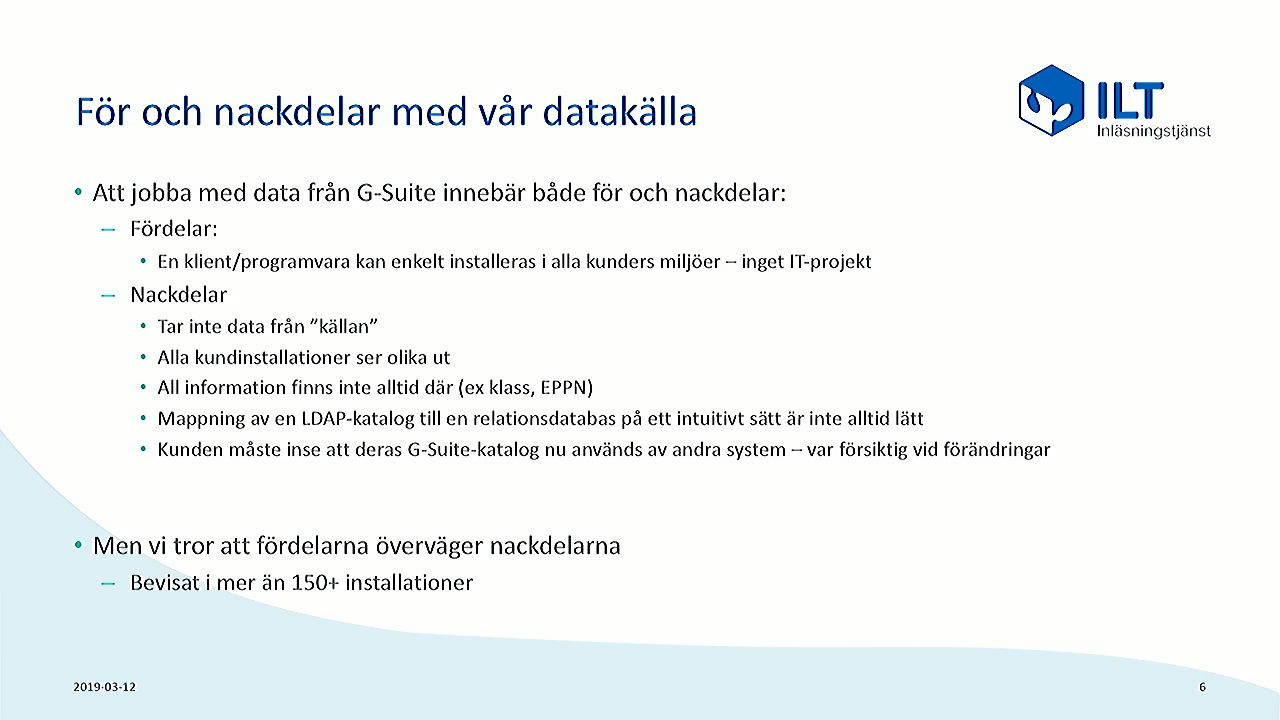 För och nackdelar med vår datakälla
ILT
Inläsningstjänst
• Att jobba med data från G-Suite innebär både för och nackdelar:
– Fördelar:
• En klient/programvara kan enkelt installeras i alla kunders miljöer – inget IT-projekt
– Nackdelar
• Tar inte data från ”källan”
• Alla kundinstallationer ser olika ut
• All information finns inte alltid där (ex klass, EPPN)
• Mappning av en LDAP-katalog till en relationsdatabas på ett intuitivt sätt är inte alltid lätt
• Kunden måste inse att deras G-Suite-katalog nu används av andra system – var försiktig vid förändringar
• Men vi tror att fördelarna överväger nackdelarna
– Bevisat i mer än 150+ installationer
2019-03-12
6